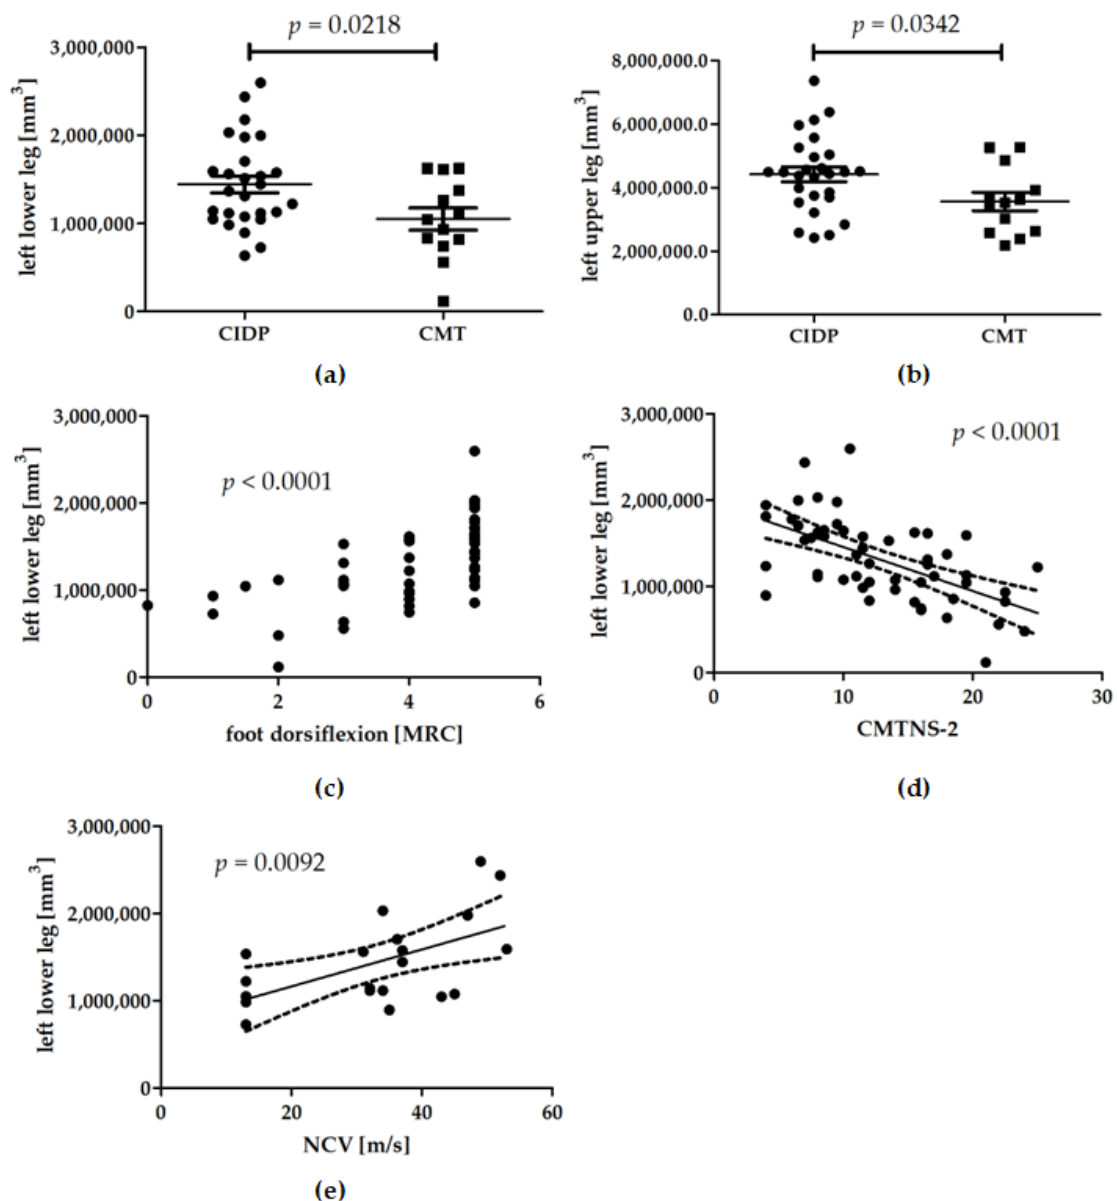 p = 0.0218
3,000,000
2,000,000
1,000,000
0
left lower leg [mm³]
CIDP
CMT
(a)
p = 0.0342
8,000,000.0
6,000,000.0
4,000,000.0
2,000,000.0
0.0
left upper leg [mm³]
CIDP
CMT
(b)
3,000,000
2,000,000
1,000,000
0
left lower leg [mm³]
p < 0.0001
0 2 4 6
foot dorsiflexion [MRC]
(c)
3,000,000
2,000,000
1,000,000
0
left lower leg [mm³]
p < 0.0001
0 10 20 30
CMTNS-2
(d)
3,000,000
2,000,000
1,000,000
0
left lower leg [mm³]
p = 0.0092
0 20 40 60
NCV [m/s]
(e)